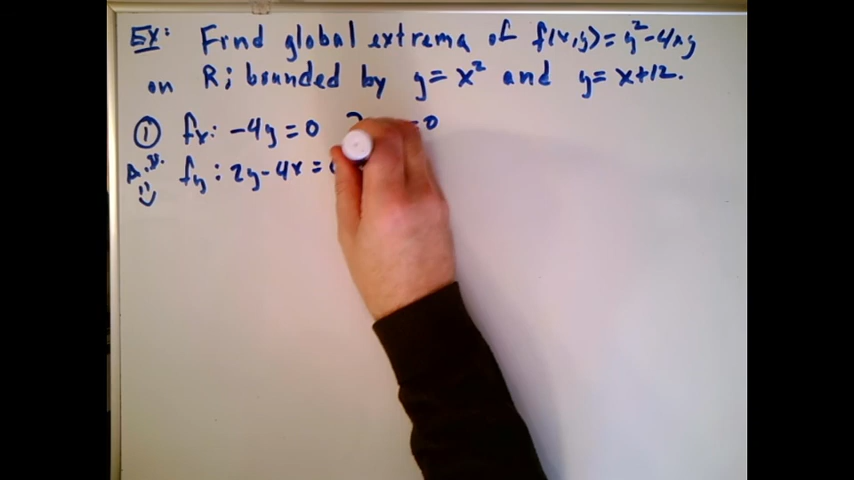 Ex: Find global extrema of f(x,y) = y² - 4xy
on R; bounded by y = x² and y = x+12.
① fx: -4y = 0 = 0
fy: 2y - 4x =